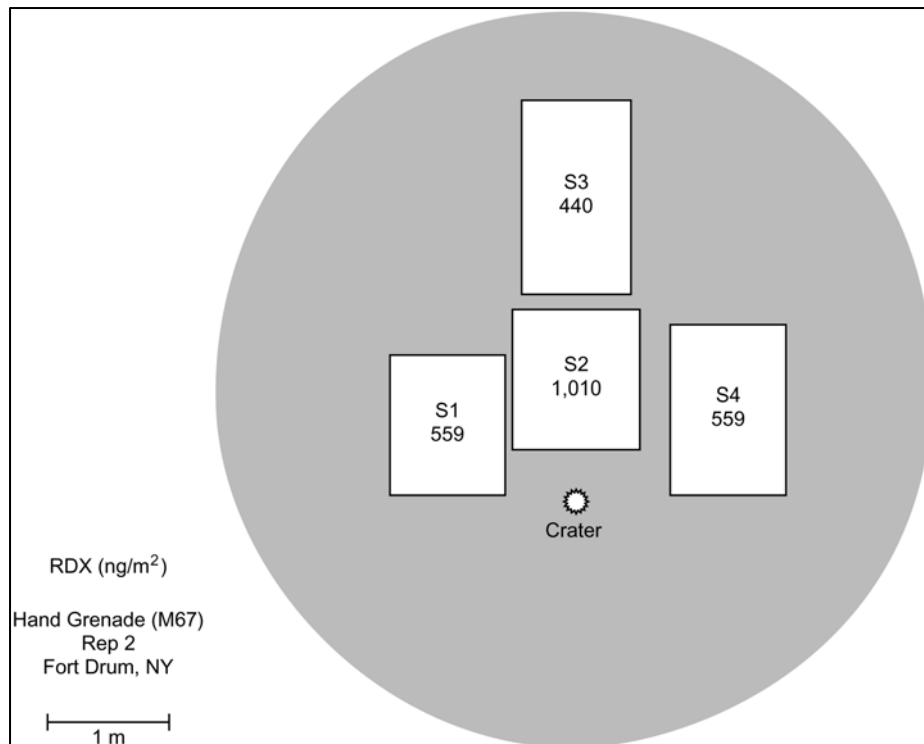 S3
440
S2
1,010
S1
559
S4
559
Crater
RDX (ng/m²)
Hand Grenade (M67)
Rep 2
Fort Drum, NY
1 m